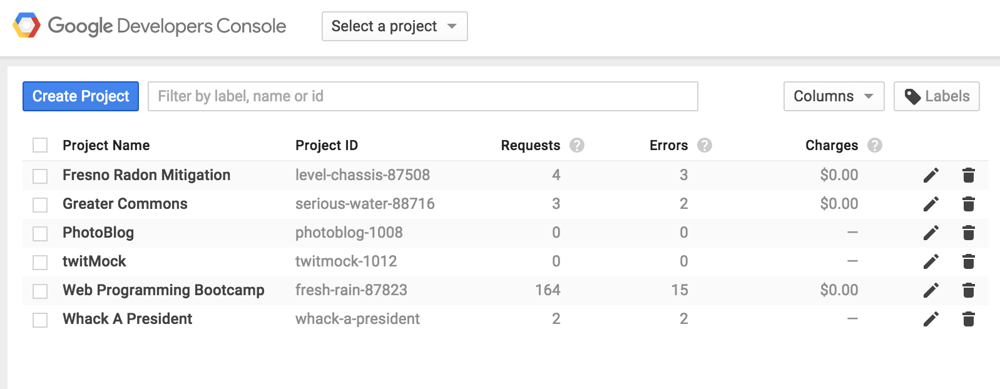 Google Developers Console Select a project
Create Project Filter by label, name or id Columns Labels
Project Name Project ID Requests ? Errors ? Charges ?
Fresno Radon Mitigation level-chassis-87508 4 3 $0.00
Greater Commons serious-water-88716 3 2 $0.00
PhotoBlog photoblog-1008 0 0 —
twitMock twitmock-1012 0 0 —
Web Programming Bootcamp fresh-rain-87823 164 15 $0.00
Whack A President whack-a-president 2 2 —